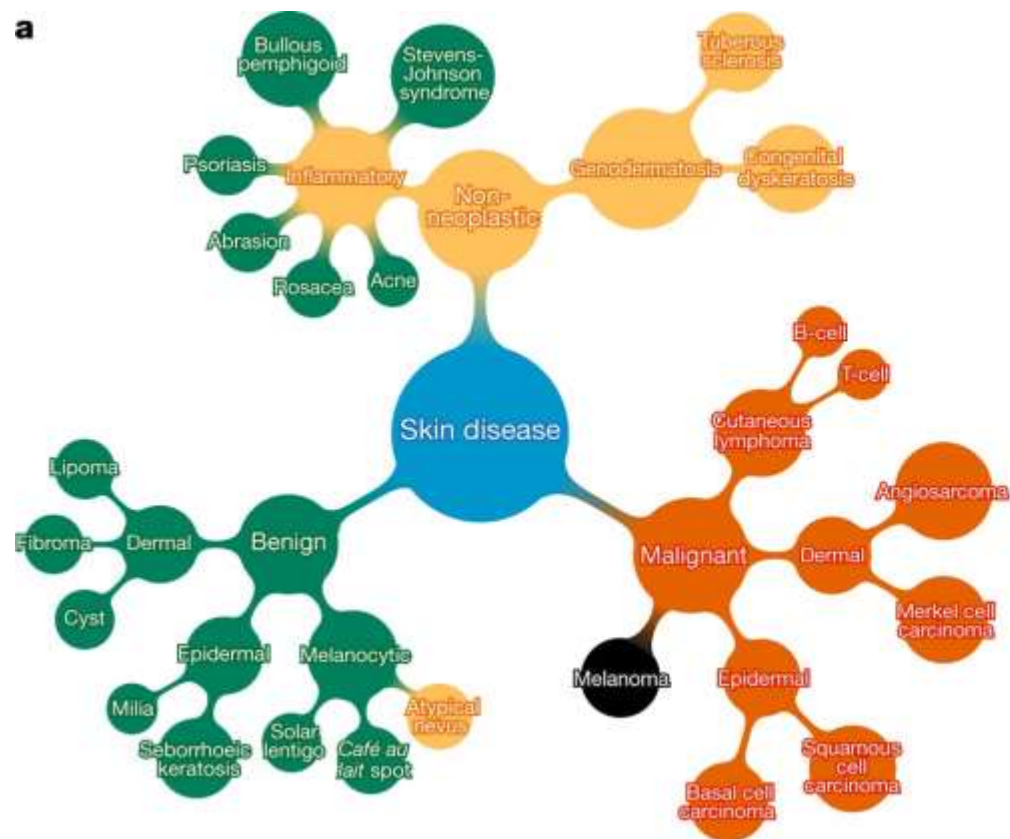 a
Bullous
pemphigoid
Stevens-
Johnson
syndrome
Tuberous
sclerosis
Psoriasis
Inflammatory
Non-
neoplastic
Genodermatosis
Congenital
dyskeratosis
Abrasion
Rosacea
Acne
B-cell
T-cell
Cutaneous
lymphoma
Skin disease
Lipoma
Fibroma
Dermal
Benign
Cyst
Malignant
Dermal
Angiosarcoma
Merkel cell
carcinoma
Epidermal
Melanocytic
Melanoma
Epidermal
Milia
Seborrhoeic
keratosis
Solar
lentigo
Café au
lait spot
Atypical
nevus
Squamous
cell
carcinoma
Basal cell
carcinoma